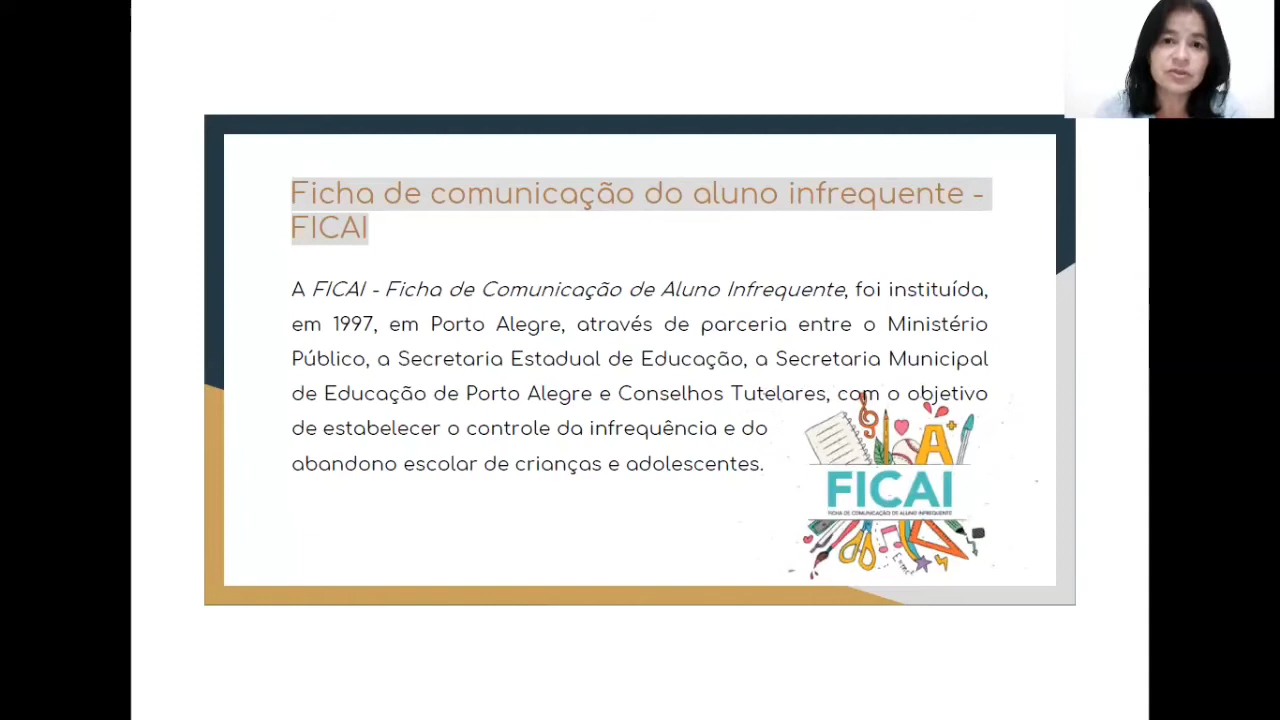 Ficha de comunicação do aluno infrequente -
FICAI
A FICAI - Ficha de Comunicação de Aluno Infrequente, foi instituída,
em 1997, em Porto Alegre, através de parceria entre o Ministério
Público, a Secretaria Estadual de Educação, a Secretaria Municipal
de Educação de Porto Alegre e Conselhos Tutelares, com o objetivo
de estabelecer o controle da infrequência e do
abandono escolar de crianças e adolescentes.
A+
FICAI
FICHA DE COMUNICAÇÃO DE ALUNO INFREQUENTE